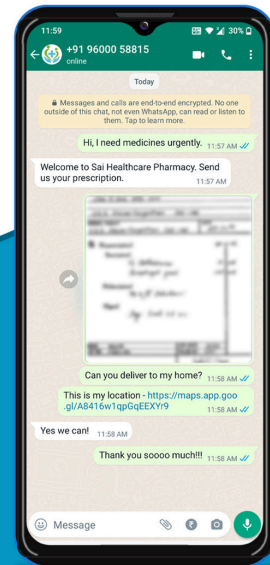 11:59
30%
+91 96000 58815
online
Today
Messages and calls are end-to-end encrypted. No one
outside of this chat, not even WhatsApp, can read or listen to
them. Tap to learn more.
Hi, I need medicines urgently. 11:57 AM
Welcome to Sai Healthcare Pharmacy. Send
us your prescription. 11:57 AM
Can you deliver to my home? 11:58 AM
This is my location - https://maps.app.goo
.gl/A8416w1qpGqEEXYr9 11:58 AM
Yes we can! 11:58 AM
Thank you soooo much!!! 11:58 AM
Message